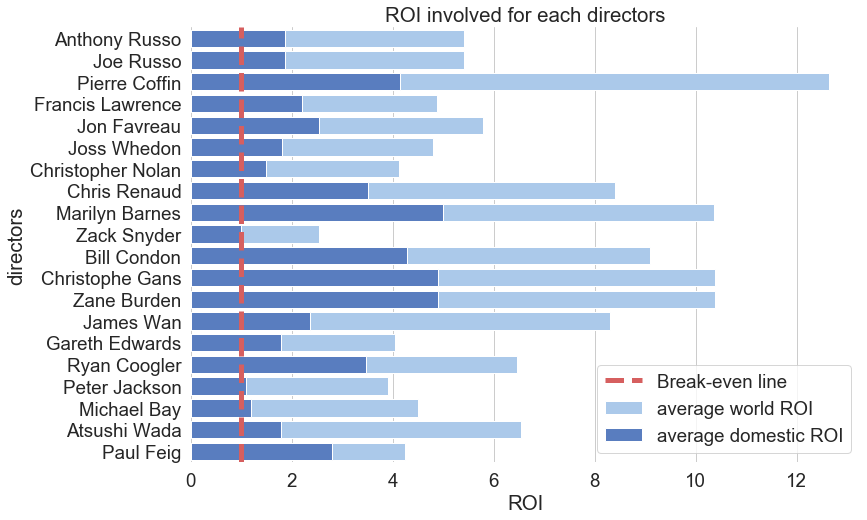 ROI involved for each directors
directors
Anthony Russo
Joe Russo
Pierre Coffin
Francis Lawrence
Jon Favreau
Joss Whedon
Christopher Nolan
Chris Renaud
Marilyn Barnes
Zack Snyder
Bill Condon
Christophe Gans
Zane Burden
James Wan
Gareth Edwards
Ryan Coogler
Peter Jackson
Michael Bay
Atsushi Wada
Paul Feig
Break-even line
average world ROI
average domestic ROI
0 2 4 6 8 10 12
ROI